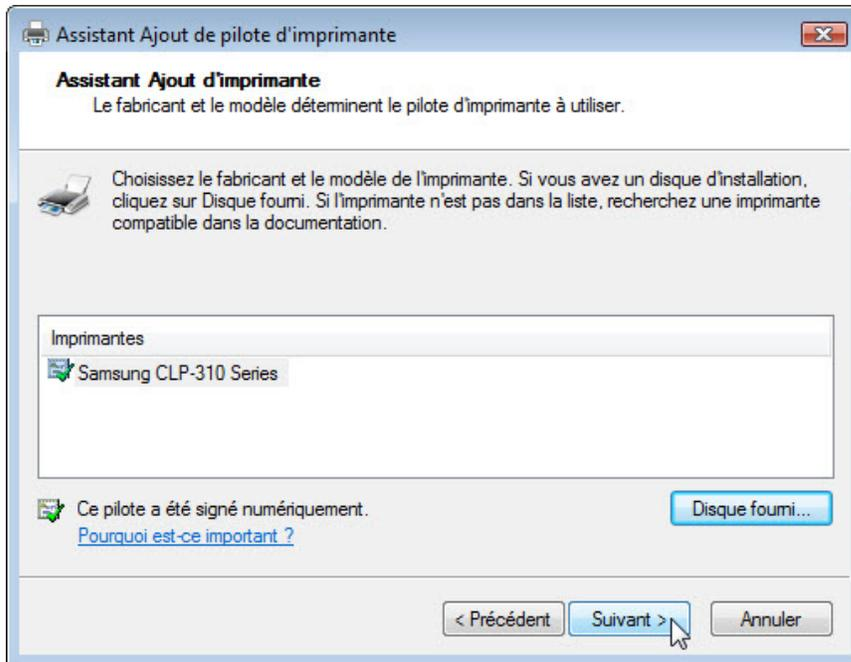 Assistant Ajout de pilote d'imprimante
Assistant Ajout d'imprimante
Le fabricant et le modèle déterminent le pilote d'imprimante à utiliser.
Choisissez le fabricant et le modèle de l'imprimante. Si vous avez un disque d'installation,
cliquez sur Disque fourni. Si l'imprimante n'est pas dans la liste, recherchez une imprimante
compatible dans la documentation.
Imprimantes
Samsung CLP-310 Series
Ce pilote a été signé numériquement.
Disque fourni...
Pourquoi est-ce important ?
< Précédent
Suivant >
Annuler